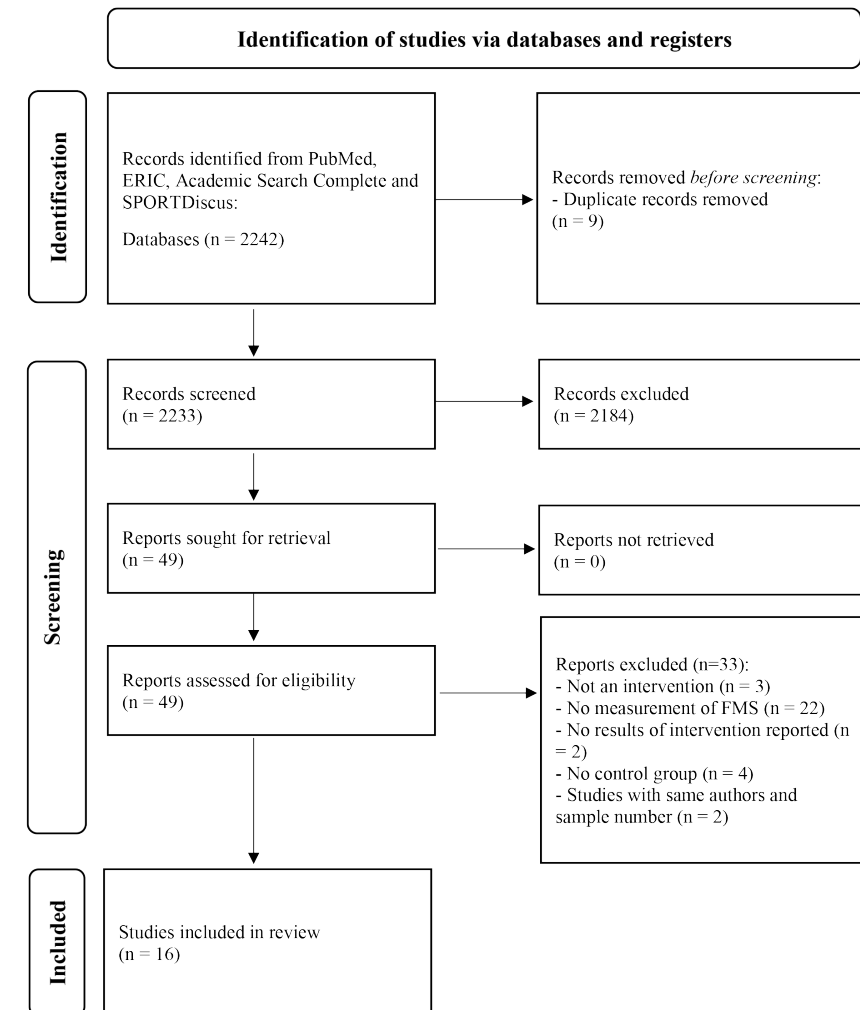 Identification of studies via databases and registers
Identification
Records identified from PubMed,
ERIC, Academic Search Complete and
SPORTDiscus:
Databases (n = 2242)
Records removed before screening:
- Duplicate records removed
(n = 9)
Screening
Records screened
(n = 2233)
Records excluded
(n = 2184)
Reports sought for retrieval
(n = 49)
Reports not retrieved
(n = 0)
Reports assessed for eligibility
(n = 49)
Reports excluded (n=33):
- Not an intervention (n = 3)
- No measurement of FMS (n = 22)
- No results of intervention reported (n
= 2)
- No control group (n = 4)
- Studies with same authors and
sample number (n = 2)
Included
Studies included in review
(n = 16)